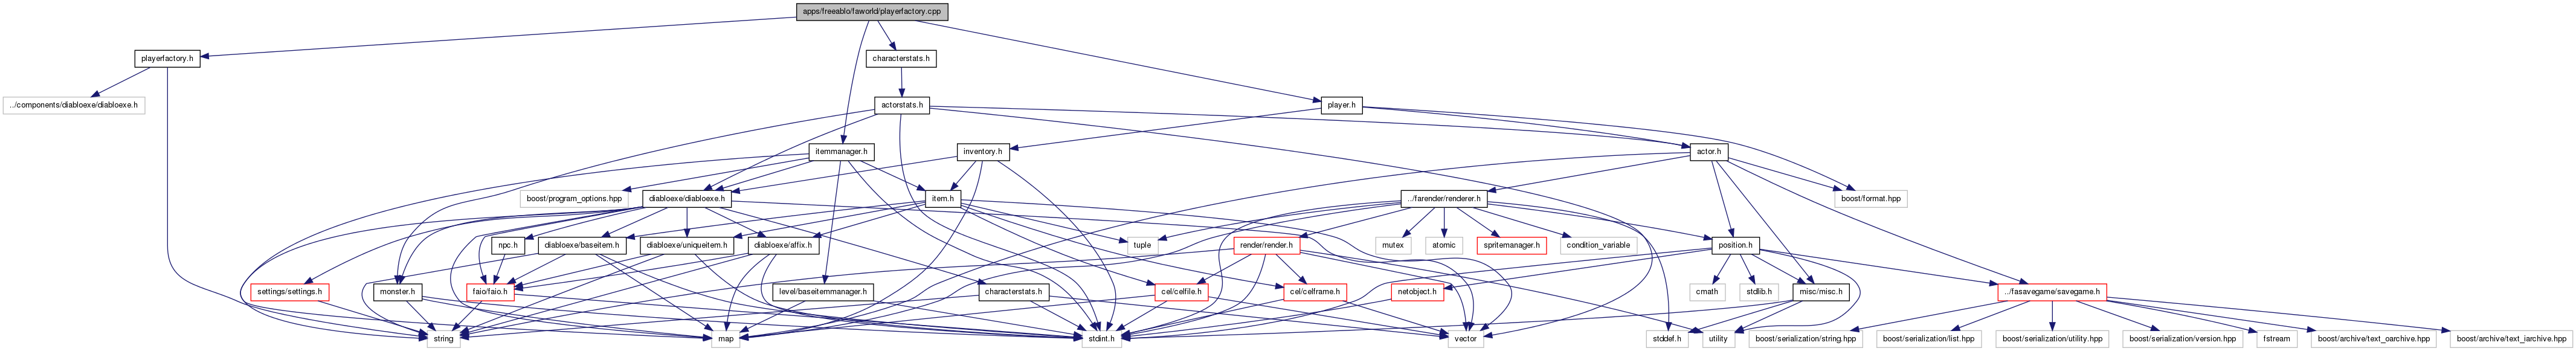 apps/freeablo/faworld/playerfactory.cpp
playerfactory.h
characterstats.h
../components/diabloexe/diabloexe.h
actorstats.h
player.h
itemmanager.h
inventory.h
actor.h
boost/program_options.hpp
diabloexe/diabloexe.h
item.h
../farender/renderer.h
boost/format.hpp
npc.h
diabloexe/baseitem.h
diabloexe/uniqueitem.h
diabloexe/affix.h
tuple
render/render.h
mutex
atomic
spritemanager.h
condition_variable
position.h
settings/settings.h
monster.h
faio/faio.h
level/baseitemmanager.h
characterstats.h
cel/celfile.h
cel/celframe.h
netobject.h
cmath
stdlib.h
misc/misc.h
.../fasavegame/savegame.h
string
map
stdint.h
vector
stddef.h
utility
boost/serialization/string.hpp
boost/serialization/list.hpp
boost/serialization/utility.hpp
boost/serialization/version.hpp
fstream
boost/archive/text_oarchive.hpp
boost/archive/text_iarchive.hpp